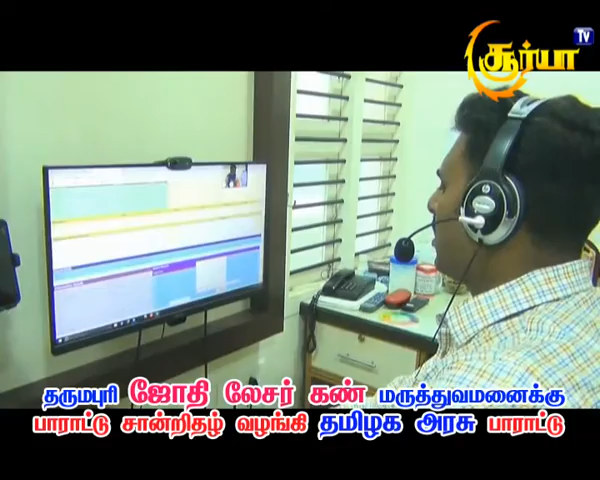 சூர்யா TV
தருமபுரி ஜோதி லேசர் கண் மருத்துவமனைக்கு
பாராட்டு சான்றிதழ் வழங்கி தமிழக அரசு பாராட்டு